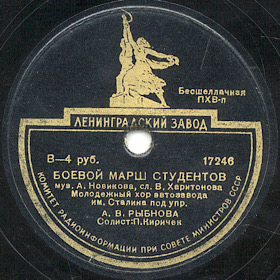 Бесшеллачная
ПХВ-п
ЛЕНИНГРАДСКИЙ ЗАВОД
В—4 руб. 17246
БОЕВОЙ МАРШ СТУДЕНТОВ
муз. А. Новикова, сл. В. Харитонова
Молодежный хор автозавода
им. Сталина под упр.
А. В. РЫБНОВА
Солист: П. Киричек
КОМИТЕТ РАДИОИНФОРМАЦИИ ПРИ СОВЕТЕ МИНИСТРОВ СССР